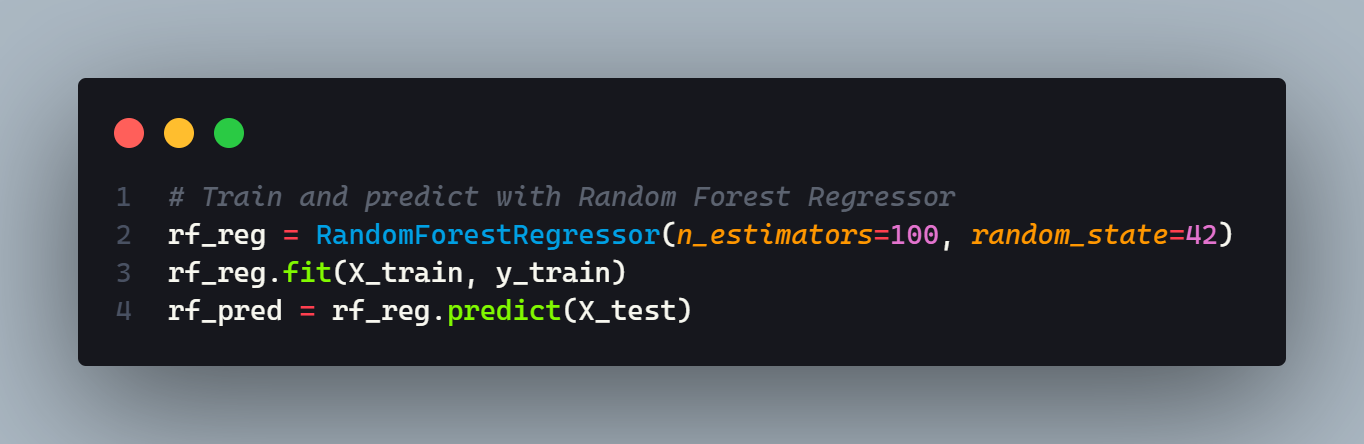 1 # Train and predict with Random Forest Regressor
2 rf_reg = RandomForestRegressor(n_estimators=100, random_state=42)
3 rf_reg.fit(X_train, y_train)
4 rf_pred = rf_reg.predict(X_test)